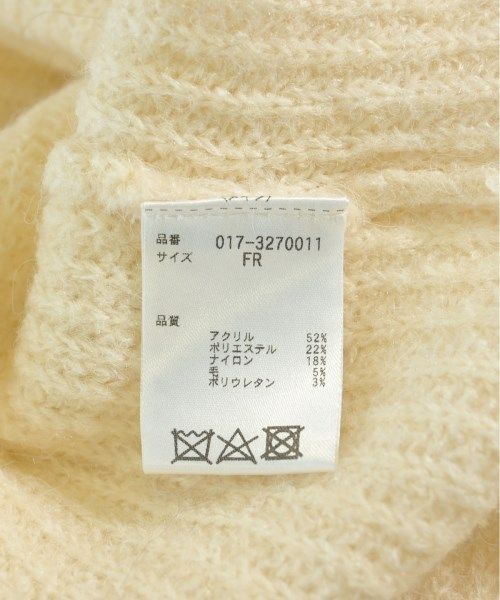 品番 017-3270011
サイズ FR
品質
アクリル 52%
ポリエステル 22%
ナイロン 18%
毛 5%
ポリウレタン 3%